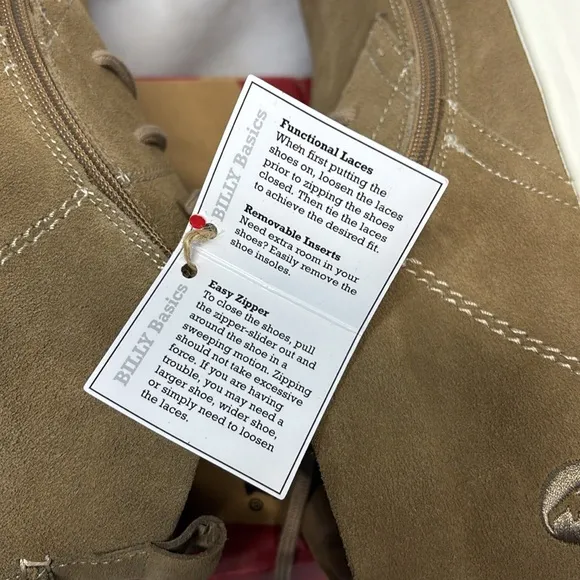 BILLY Basics
Functional Laces
When first putting the
shoes on, loosen the laces
prior to zipping the shoes
closed. Then tie the laces
to achieve the desired fit.
Removable Inserts
Need extra room in your
shoes? Easily remove the
shoe insoles.
BILLY Basics
Easy Zipper
To close the shoes, pull
the zipper-slider out and
around the shoe in a
sweeping motion. Zipping
should not take excessive
force. If you are having
trouble, you may need a
larger shoe, wider shoe,
or simply need to loosen
the laces.